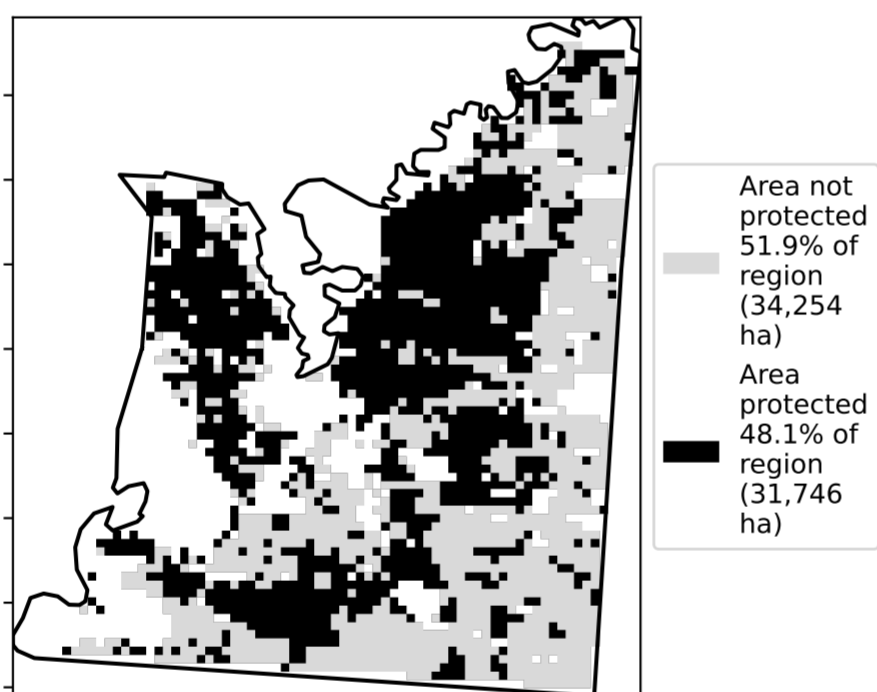 Area not
protected
51.9% of
region
(34,254
ha)
Area
protected
48.1% of
region
(31,746
ha)